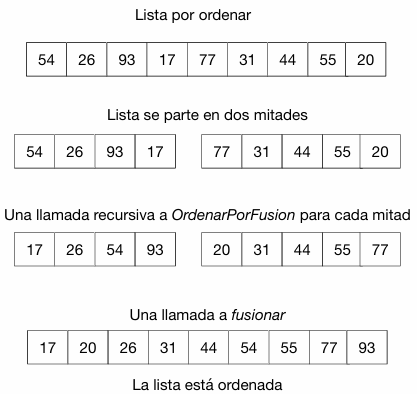 Lista por ordenar
54 26 93 17 77 31 44 55 20
Lista se parte en dos mitades
54 26 93 17 77 31 44 55 20
Una llamada recursiva a OrdenarPorFusion para cada mitad
17 26 54 93 20 31 44 55 77
Una llamada a fusionar
17 20 26 31 44 54 55 77 93
La lista está ordenada